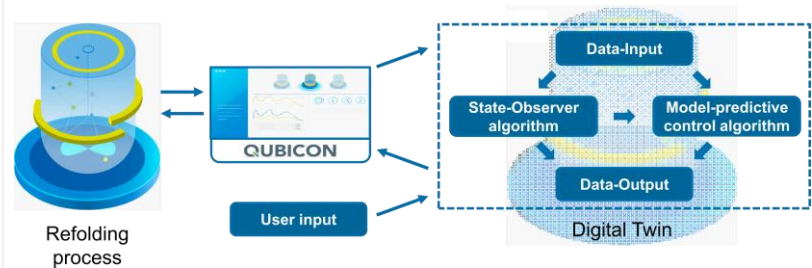 Data-Input
State-Observer
algorithm
Model-predictive
control algorithm
QUBICON
Data-Output
User input
Refolding
process
Digital Twin